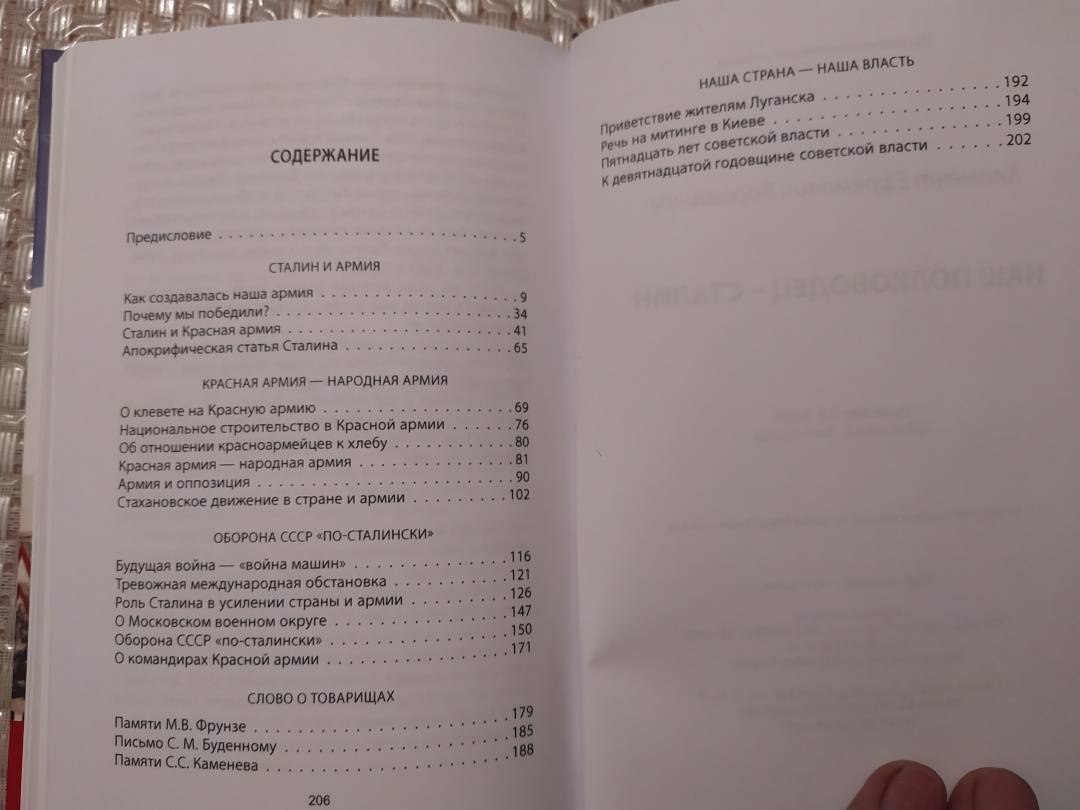 СОДЕРЖАНИЕ
Предисловие . . . . . . . . . . . . . . . . . . . . . . . . . . . . . 5
СТАЛИН И АРМИЯ
Как создавалась наша армия . . . . . . . . . . . . . . . . . . . . 9
Почему мы победили? . . . . . . . . . . . . . . . . . . . . . . . 34
Сталин и Красная армия . . . . . . . . . . . . . . . . . . . . . . 41
Апокрифическая статья Сталина . . . . . . . . . . . . . . . . . 65
КРАСНАЯ АРМИЯ — НАРОДНАЯ АРМИЯ
О клевете на Красную армию . . . . . . . . . . . . . . . . . . . 69
Национальное строительство в Красной армии . . . . . . 76
Об отношении красноармейцев к хлебу . . . . . . . . . . . 80
Красная армия — народная армия . . . . . . . . . . . . . . . 81
Армия и оппозиция . . . . . . . . . . . . . . . . . . . . . . . . 90
Стахановское движение в стране и армии . . . . . . . . . 102
ОБОРОНА СССР «ПО-СТАЛИНСКИ»
Будущая война — «война машин» . . . . . . . . . . . . . . . 116
Тревожная международная обстановка . . . . . . . . . . . 121
Роль Сталина в усилении страны и армии . . . . . . . . . 126
О Московском военном округе . . . . . . . . . . . . . . . . 147
Оборона СССР «по-сталински» . . . . . . . . . . . . . . . . . 150
О командирах Красной армии . . . . . . . . . . . . . . . . . 171
СЛОВО О ТОВАРИЩАХ
Памяти М.В. Фрунзе . . . . . . . . . . . . . . . . . . . . . . . 179
Письмо С. М. Буденному . . . . . . . . . . . . . . . . . . . . 185
Памяти С.С. Каменева . . . . . . . . . . . . . . . . . . . . . . 188
206
НАША СТРАНА — НАША ВЛАСТЬ
Приветствие жителям Луганска . . . . . . . . . . . . . . . . 192
Речь на митинге в Киеве . . . . . . . . . . . . . . . . . . . . 194
Пятнадцать лет советской власти . . . . . . . . . . . . . . 199
К девятнадцатой годовщине советской власти . . . . . . 202
НАШ ПОЛКОВОДЕЦ – СТАЛИН